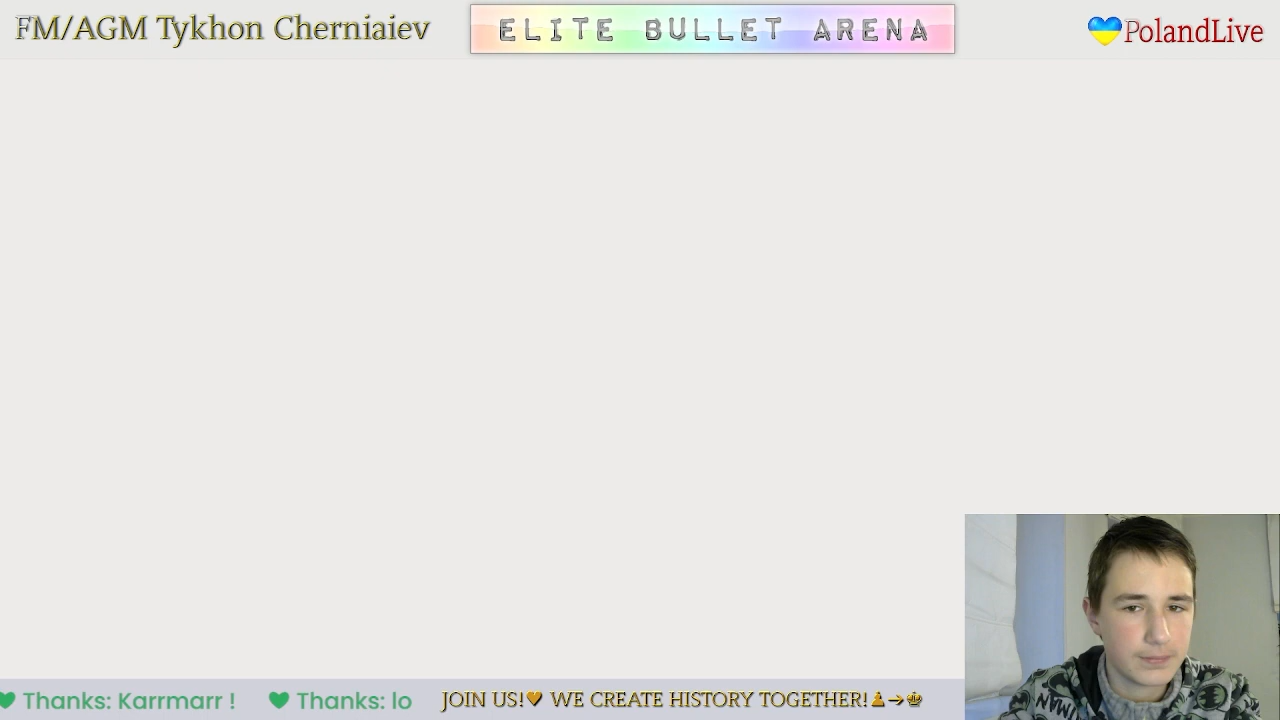 FM/AGM Tykhon Cherniaiev
ELITE BULLET ARENA
PolandLive
Thanks: Karrmarr !
Thanks: lo
JOIN US!🧡 WE CREATE HISTORY TOGETHER!♟➔♚